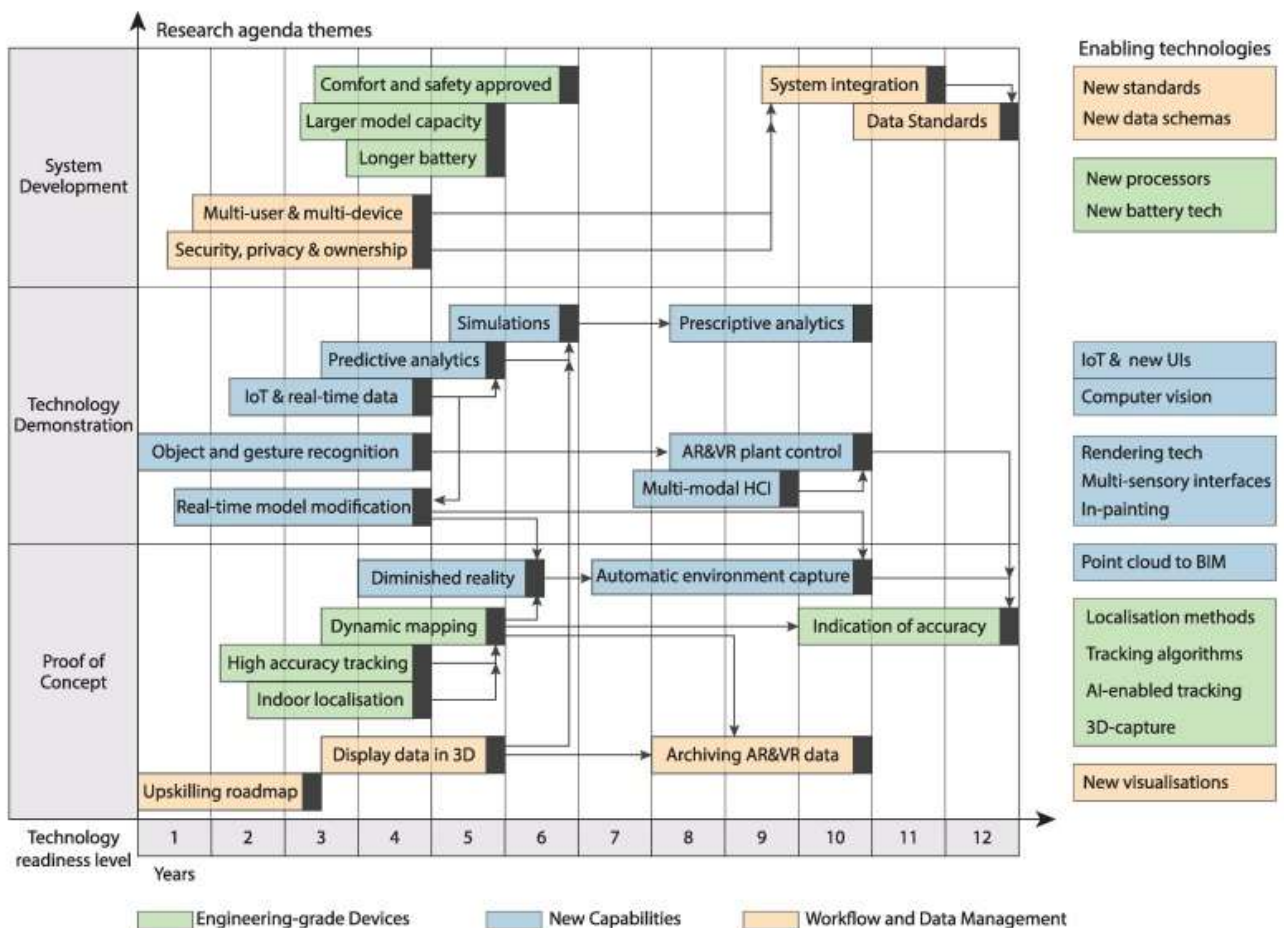 Research agenda themes
System
Development
Comfort and safety approved
Larger model capacity
Longer battery
Multi-user & multi-device
Security, privacy & ownership
System integration
Data Standards
Technology
Demonstration
Simulations
Prescriptive analytics
Predictive analytics
IoT & real-time data
Object and gesture recognition
AR&VR plant control
Multi-modal HCI
Real-time model modification
Proof of
Concept
Diminished reality
Automatic environment capture
Dynamic mapping
Indication of accuracy
High accuracy tracking
Indoor localisation
Display data in 3D
Archiving AR&VR data
Upskilling roadmap
Technology
readiness level
1 2 3 4 5 6 7 8 9 10 11 12
Years
Enabling technologies
New standards
New data schemas
New processors
New battery tech
IoT & new UIs
Computer vision
Rendering tech
Multi-sensory interfaces
In-painting
Point cloud to BIM
Localisation methods
Tracking algorithms
AI-enabled tracking
3D-capture
New visualisations
Engineering-grade Devices
New Capabilities
Workflow and Data Management